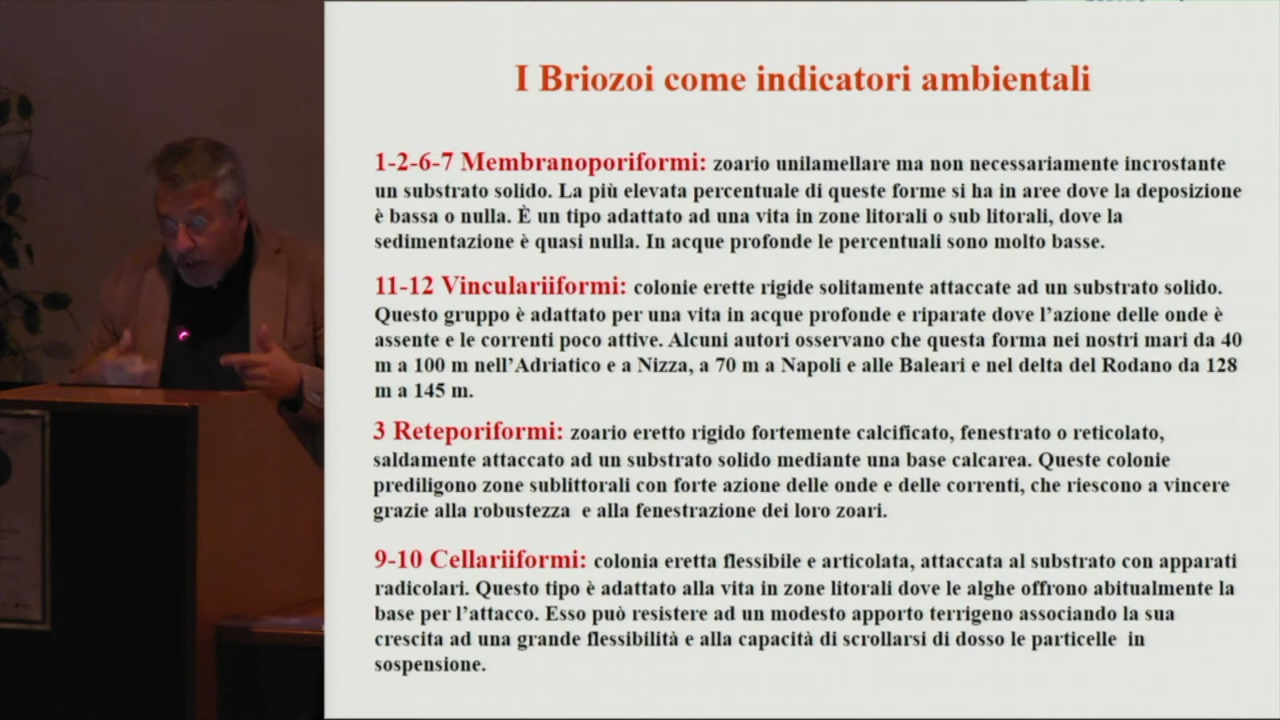 I Briozoi come indicatori ambientali
1-2-6-7 Membranoporiformi: zoario unilamellare ma non necessariamente incrostante
un substrato solido. La più elevata percentuale di queste forme si ha in aree dove la deposizione
è bassa o nulla. È un tipo adattato ad una vita in zone litorali o sub litorali, dove la
sedimentazione è quasi nulla. In acque profonde le percentuali sono molto basse.
11-12 Vinculariiformi: colonie erette rigide solitamente attaccate ad un substrato solido.
Questo gruppo è adattato per una vita in acque profonde e riparate dove l'azione delle onde è
assente e le correnti poco attive. Alcuni autori osservano che questa forma nei nostri mari da 40
m a 100 m nell'Adriatico e a Nizza, a 70 m a Napoli e alle Baleari e nel delta del Rodano da 128
m a 145 m.
3 Reteporiformi: zoario eretto rigido fortemente calcificato, fenestrato o reticolato,
saldamente attaccato ad un substrato solido mediante una base calcarea. Queste colonie
prediligono zone sublittorali con forte azione delle onde e delle correnti, che riescono a vincere
grazie alla robustezza e alla fenestrazione dei loro zoari.
9-10 Cellariiformi: colonia eretta flessibile e articolata, attaccata al substrato con apparati
radicolari. Questo tipo è adattato alla vita in zone litorali dove le alghe offrono abitualmente la
base per l'attacco. Esso può resistere ad un modesto apporto terrigeno associando la sua
crescita ad una grande flessibilità e alla capacità di scrollarsi di dosso le particelle in
sospensione.